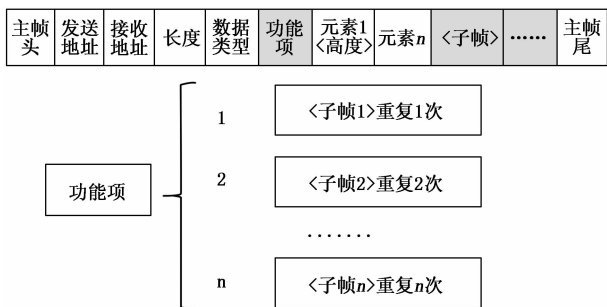 主帧头 发送地址 接收地址 长度 数据类型 功能项 元素1<高度> 元素n <子帧> …… 主帧尾
1 <子帧1>重复1次
功能项 2 <子帧2>重复2次
·······
n <子帧n>重复n次